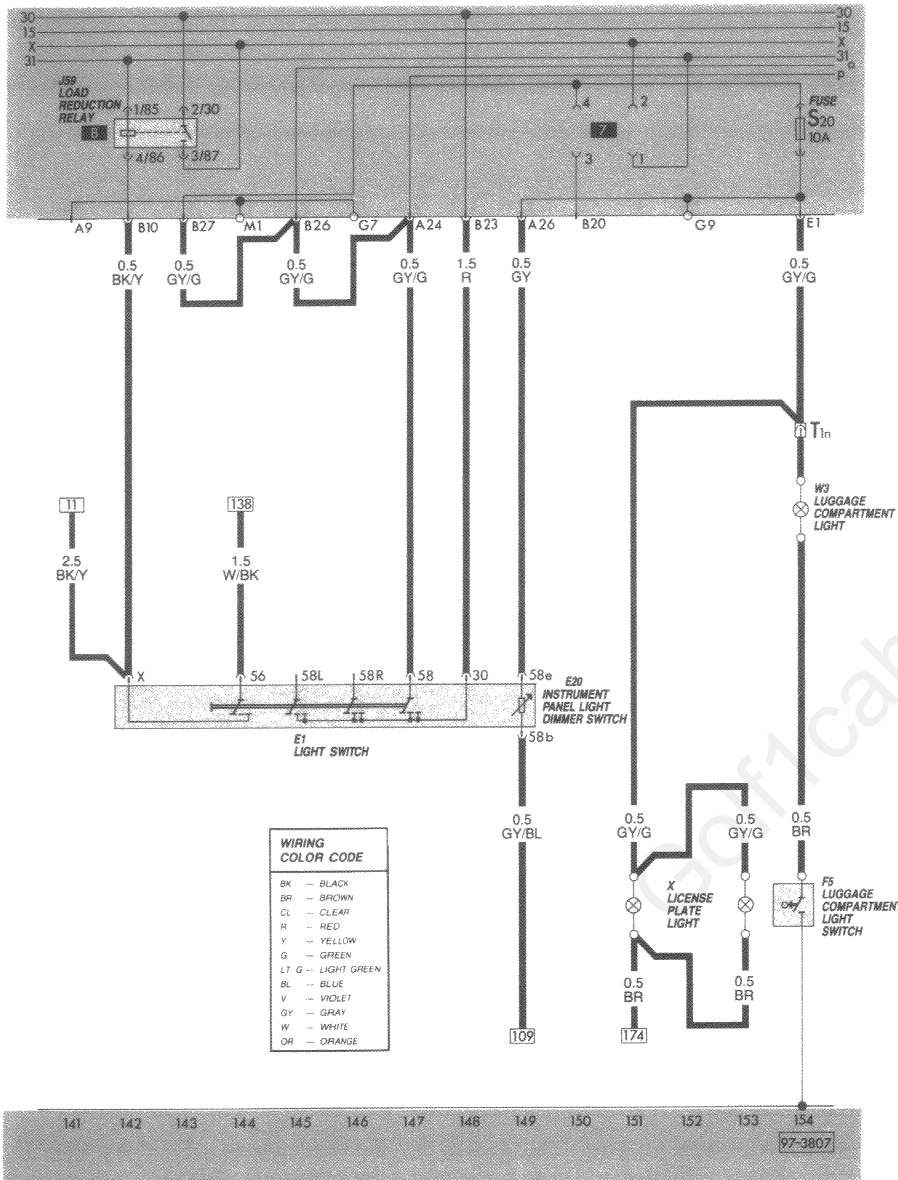 30
15
X
31
30
15
X
31
a
P
J59
LOAD
REDUCTION
RELAY
8
1/85
2/30
4/86
3/87
4
2
7
3
1
FUSE
S20
10A
A9
B10
B27
M1
B26
G7
A24
B23
A26
B20
G9
E1
0.5
BK/Y
0.5
GY/G
0.5
GY/G
0.5
GY/G
1.5
R
0.5
GY
0.5
GY/G
T1n
W3
LUGGAGE
COMPARTMENT
LIGHT
11
138
2.5
BK/Y
1.5
W/BK
X
56
58L
58R
58
30
58e
E20
INSTRUMENT
PANEL LIGHT
DIMMER SWITCH
E1
LIGHT SWITCH
58b
0.5
GY/BL
0.5
GY/G
0.5
GY/G
0.5
BR
WIRING
COLOR CODE
BK – BLACK
BR – BROWN
CL – CLEAR
R – RED
Y – YELLOW
G – GREEN
LT G – LIGHT GREEN
BL – BLUE
V – VIOLET
GY – GRAY
W – WHITE
OR – ORANGE
X
LICENSE
PLATE
LIGHT
F5
LUGGAGE
COMPARTMENT
LIGHT
SWITCH
0.5
BR
0.5
BR
109
174
141 142 143 144 145 146 147 148 149 150 151 152 153 154
97-3807
Golf1cab